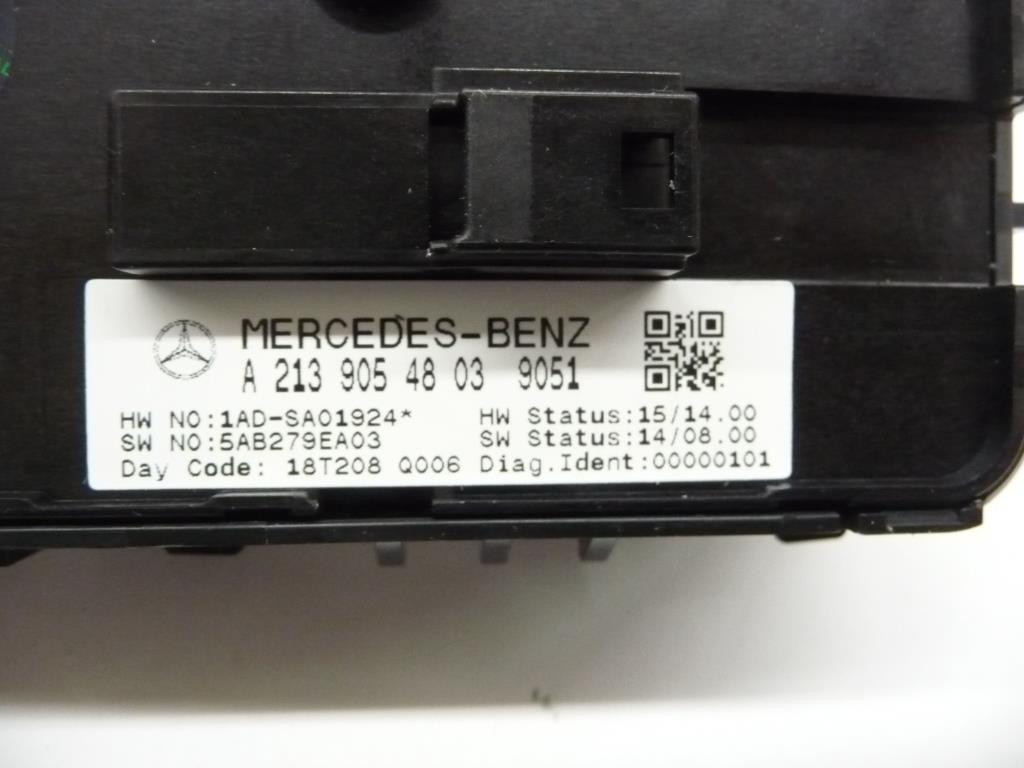 MERCEDES-BENZ
A 213 905 48 03 9051
HW NO:1AD-SA01924* HW Status:15/14.00
SW NO:5AB279EA03 SW Status:14/08.00
Day Code: 18T208 Q006 Diag.Ident:00000101